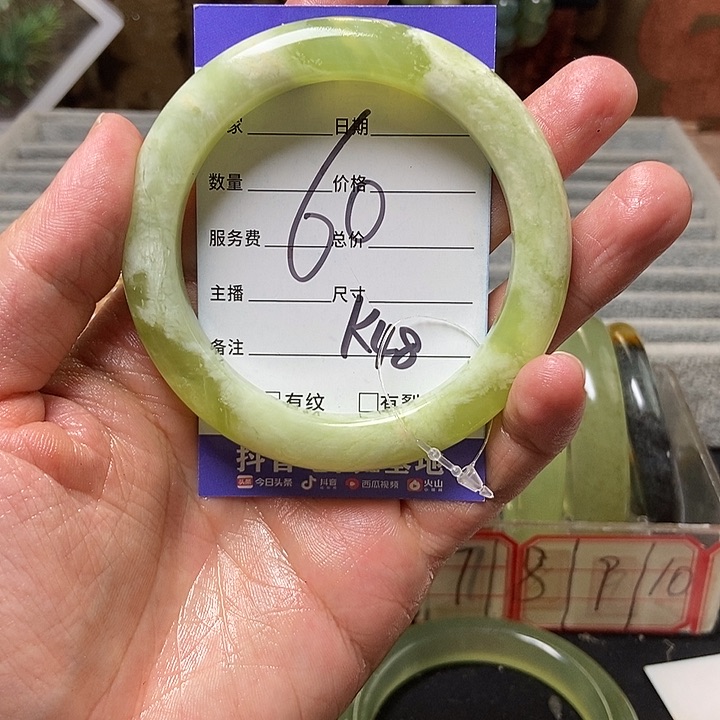 家 日期
60
数量 价格
服务费 总价
主播 尺寸
K48
备注
有纹 有裂
抖音
今日头条 抖音 西瓜视频 火山
7 8 9 10